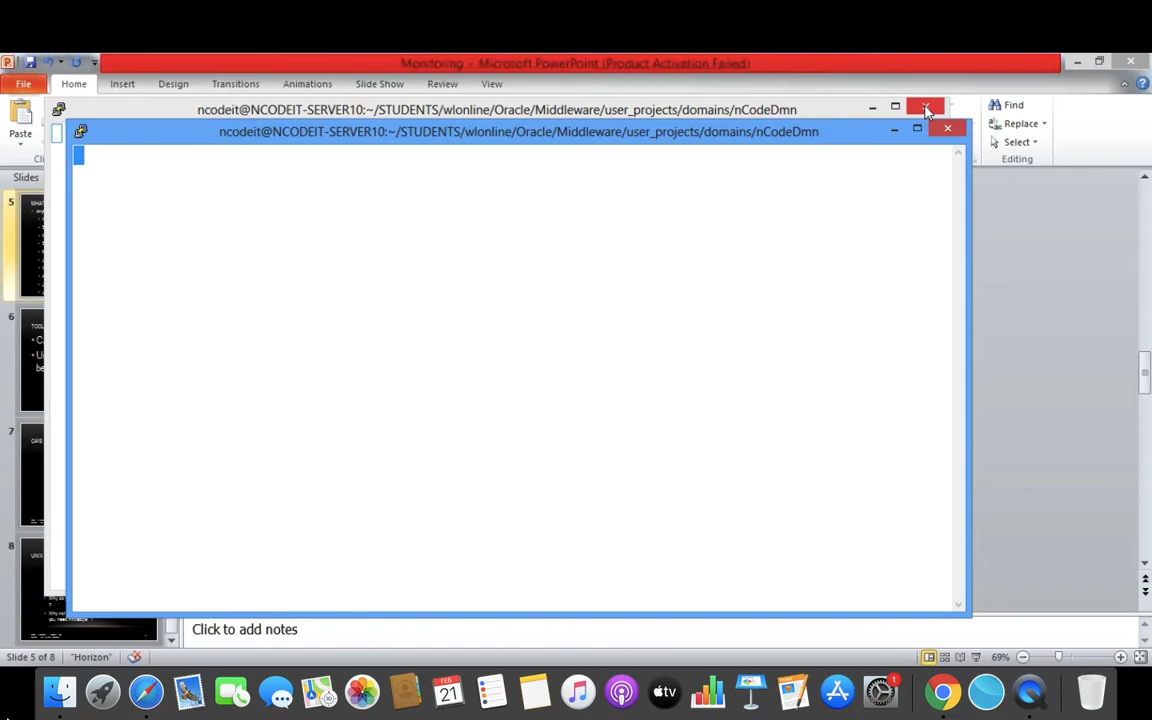 Monitoring - Microsoft PowerPoint (Product Activation Failed)
File Home Insert Design Transitions Animations Slide Show Review View
ncodeit@NCODEIT-SERVER10:~/STUDENTS/wlonline/Oracle/Middleware/user_projects/domains/nCodeDmn
Find
Paste
ncodeit@NCODEIT-SERVER10:~/STUDENTS/wlonline/Oracle/Middleware/user_projects/domains/nCodeDmn
Replace
Select
Editing
Slides
5
6
7
8
Click to add notes
Slide 5 of 8 "Horizon" 69%
FEB
21
tv
1